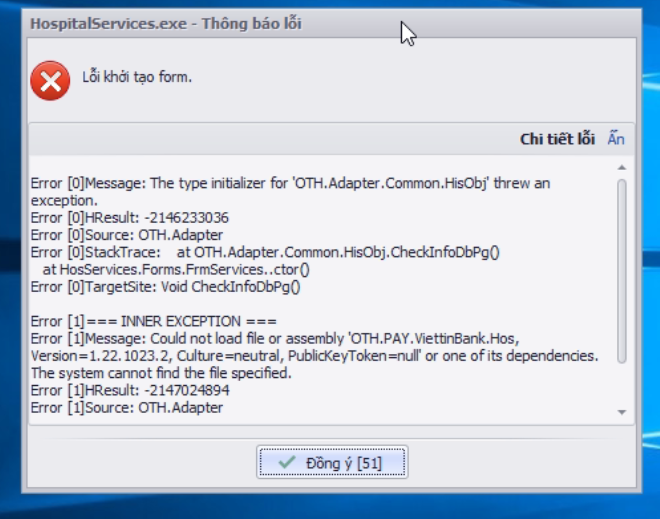 HospitalServices.exe - Thông báo lỗi
Lỗi khởi tạo form.
Chi tiết lỗi Ẩn
Error [0]Message: The type initializer for 'OTH.Adapter.Common.HisObj' threw an
exception.
Error [0]HResult: -2146233036
Error [0]Source: OTH.Adapter
Error [0]StackTrace:    at OTH.Adapter.Common.HisObj.CheckInfoDbPg()
   at HosServices.Forms.FrmServices..ctor()
Error [0]TargetSite: Void CheckInfoDbPg()
Error [1]=== INNER EXCEPTION ===
Error [1]Message: Could not load file or assembly 'OTH.PAY.ViettinBank.Hos,
Version=1.22.1023.2, Culture=neutral, PublicKeyToken=null' or one of its dependencies.
The system cannot find the file specified.
Error [1]HResult: -2147024894
Error [1]Source: OTH.Adapter
Đồng ý [51]